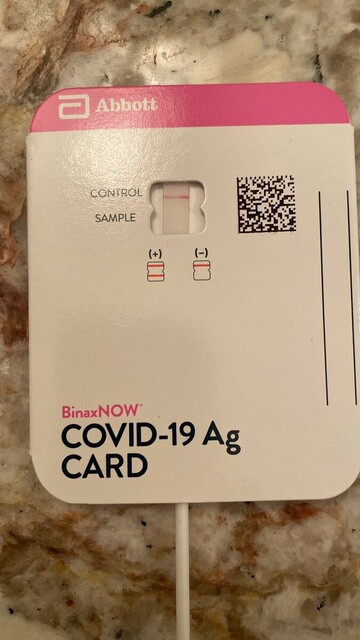 Abbott
CONTROL
SAMPLE
(+) (-)
BinaxNOW™
COVID-19 Ag
CARD